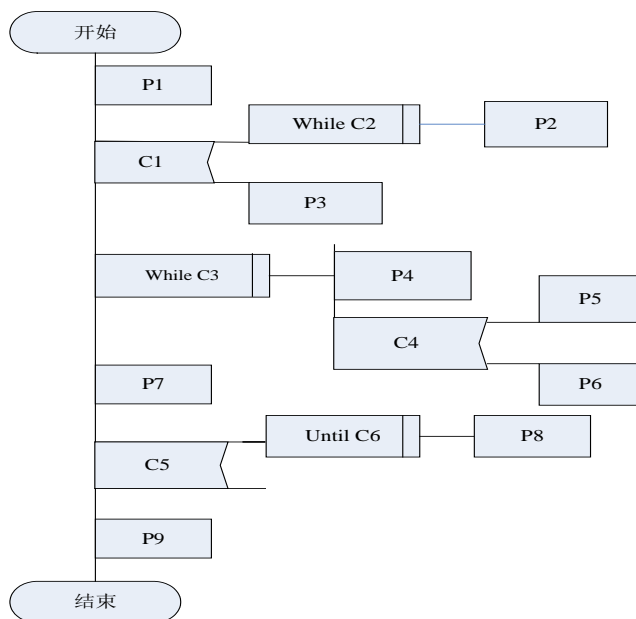 开始
P1
While C2
P2
C1
P3
While C3
P4
P5
C4
P6
P7
Until C6
P8
C5
P9
结束